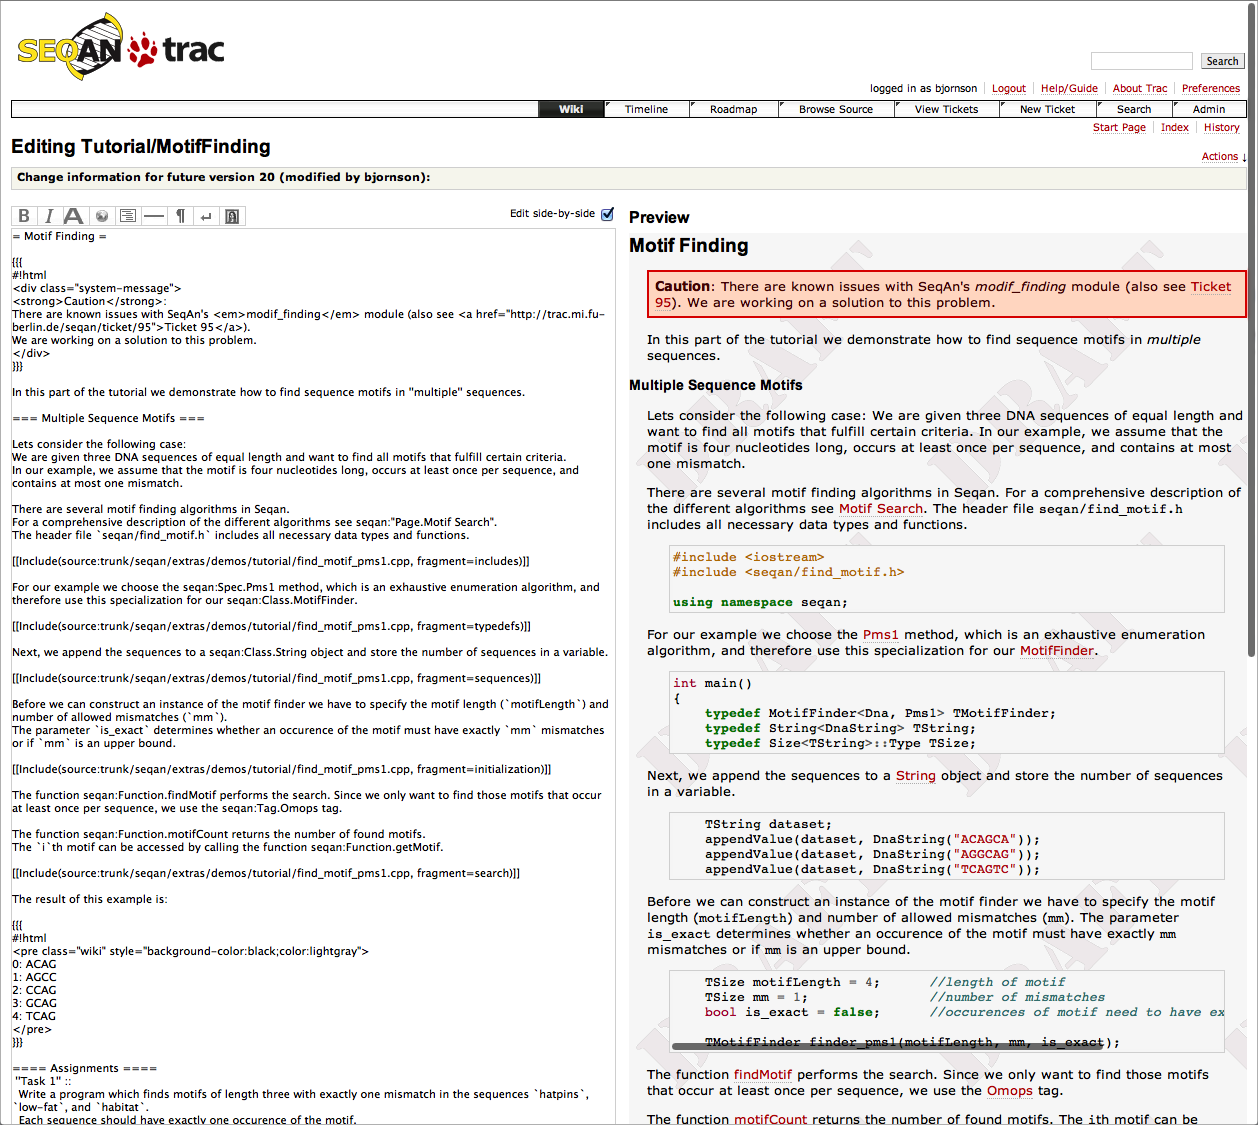 SEQAN trac
Search
logged in as bjornson Logout Help/Guide About Trac Preferences
Wiki Timeline Roadmap Browse Source View Tickets New Ticket Search Admin
Start Page Index History
Editing Tutorial/MotifFinding
Actions ↓
Change information for future version 20 (modified by bjornson):
B I A ¶ ↵
Edit side-by-side
= Motif Finding =
{{{
#!html
<div class="system-message">
<strong>Caution</strong>:
There are known issues with SeqAn's <em>modif_finding</em> module (also see <a href="http://trac.mi.fu-
berlin.de/seqan/ticket/95">Ticket 95</a>).
We are working on a solution to this problem.
</div>
}}}
In this part of the tutorial we demonstrate how to find sequence motifs in ''multiple'' sequences.
=== Multiple Sequence Motifs ===
Lets consider the following case:
We are given three DNA sequences of equal length and want to find all motifs that fulfill certain criteria.
In our example, we assume that the motif is four nucleotides long, occurs at least once per sequence, and
contains at most one mismatch.
There are several motif finding algorithms in Seqan.
For a comprehensive description of the different algorithms see seqan:"Page.Motif Search".
The header file `seqan/find_motif.h` includes all necessary data types and functions.
[[Include(source:trunk/seqan/extras/demos/tutorial/find_motif_pms1.cpp, fragment=includes)]]
For our example we choose the seqan:Spec.Pms1 method, which is an exhaustive enumeration algorithm, and
therefore use this specialization for our seqan:Class.MotifFinder.
[[Include(source:trunk/seqan/extras/demos/tutorial/find_motif_pms1.cpp, fragment=typedefs)]]
Next, we append the sequences to a seqan:Class.String object and store the number of sequences in a variable.
[[Include(source:trunk/seqan/extras/demos/tutorial/find_motif_pms1.cpp, fragment=sequences)]]
Before we can construct an instance of the motif finder we have to specify the motif length (`motifLength`) and
number of allowed mismatches (`mm`).
The parameter `is_exact` determines whether an occurence of the motif must have exactly `mm` mismatches
or if `mm` is an upper bound.
[[Include(source:trunk/seqan/extras/demos/tutorial/find_motif_pms1.cpp, fragment=initialization)]]
The function seqan:Function.findMotif performs the search. Since we only want to find those motifs that occur
at least once per sequence, we use the seqan:Tag.Omops tag.
The function seqan:Function.motifCount returns the number of found motifs.
The `i`th motif can be accessed by calling the function seqan:Function.getMotif.
[[Include(source:trunk/seqan/extras/demos/tutorial/find_motif_pms1.cpp, fragment=search)]]
The result of this example is:
{{{
#!html
<pre class="wiki" style="background-color:black;color:lightgray">
0: ACAG
1: AGCC
2: CCAG
3: GCAG
4: TCAG
</pre>
}}}
==== Assignments ====
''Task 1'' ::
Write a program which finds motifs of length three with exactly one mismatch in the sequences `hatpins`,
`low-fat`, and `habitat`.
Each sequence should have exactly one occurence of the motif.
Preview
Motif Finding
Caution: There are known issues with SeqAn's modif_finding module (also see Ticket
95). We are working on a solution to this problem.
In this part of the tutorial we demonstrate how to find sequence motifs in multiple
sequences.
Multiple Sequence Motifs
Lets consider the following case: We are given three DNA sequences of equal length and
want to find all motifs that fulfill certain criteria. In our example, we assume that the
motif is four nucleotides long, occurs at least once per sequence, and contains at most
one mismatch.
There are several motif finding algorithms in Seqan. For a comprehensive description of
the different algorithms see Motif Search. The header file seqan/find_motif.h
includes all necessary data types and functions.
#include <iostream>
#include <seqan/find_motif.h>
using namespace seqan;
For our example we choose the Pms1 method, which is an exhaustive enumeration
algorithm, and therefore use this specialization for our MotifFinder.
int main()
{
typedef MotifFinder<Dna, Pms1> TMotifFinder;
typedef String<DnaString> TString;
typedef Size<TString>::Type TSize;
Next, we append the sequences to a String object and store the number of sequences
in a variable.
TString dataset;
appendValue(dataset, DnaString("ACAGCA"));
appendValue(dataset, DnaString("AGGCAG"));
appendValue(dataset, DnaString("TCAGTC"));
Before we can construct an instance of the motif finder we have to specify the motif
length (motifLength) and number of allowed mismatches (mm). The parameter
is_exact determines whether an occurence of the motif must have exactly mm
mismatches or if mm is an upper bound.
TSize motifLength = 4; //length of motif
TSize mm = 1; //number of mismatches
bool is_exact = false; //occurences of motif need to have ex
TMotifFinder finder_pms1(motifLength, mm, is_exact);
The function findMotif performs the search. Since we only want to find those motifs
that occur at least once per sequence, we use the Omops tag.
The function motifCount returns the number of found motifs. The ith motif can be
DRAFT